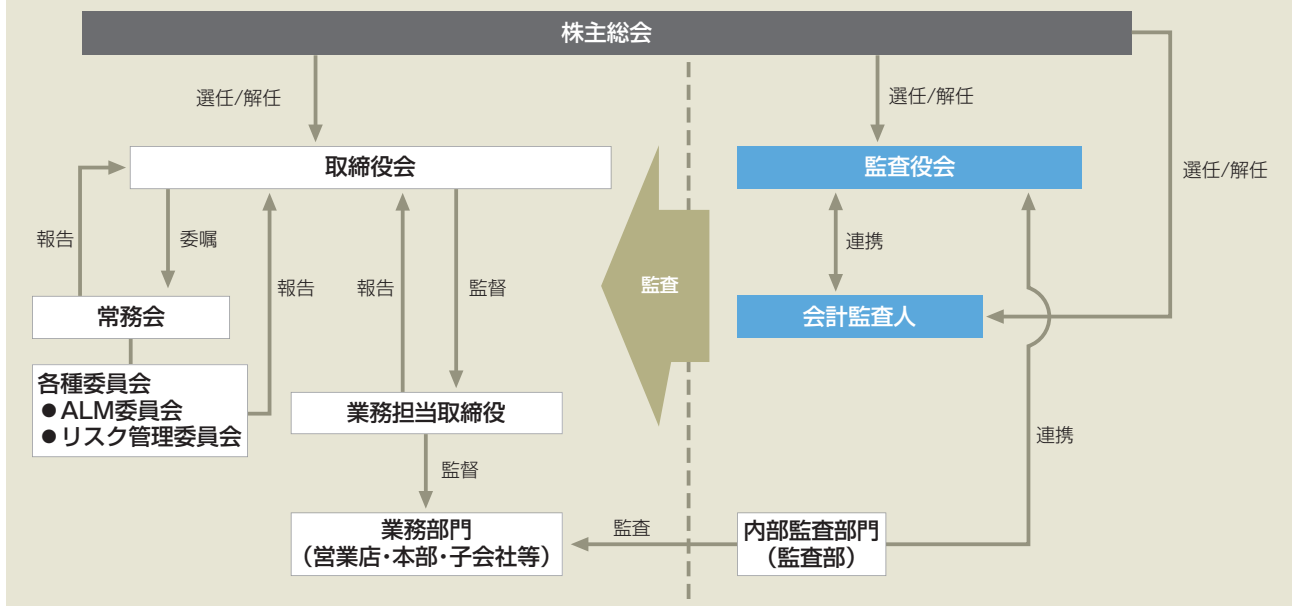 株主総会
選任/解任
選任/解任
選任/解任
取締役会
監査役会
報告
委嘱
報告
報告
監督
監査
連携
常務会
会計監査人
各種委員会
●ALM委員会
●リスク管理委員会
業務担当取締役
連携
監督
業務部門
（営業店・本部・子会社等）
監査
内部監査部門
（監査部）